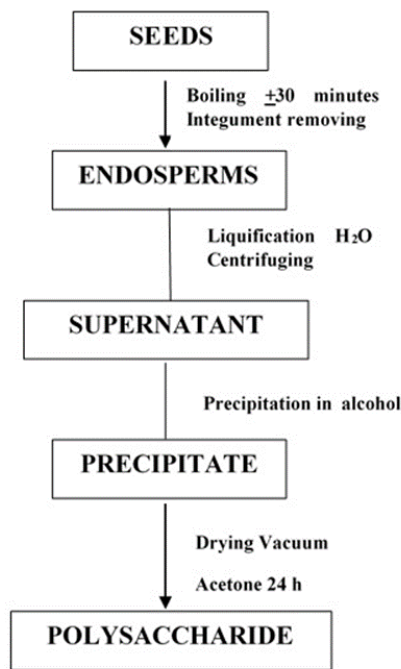 SEEDS
Boiling ±30 minutes
Integument removing
ENDOSPERMS
Liquification H₂O
Centrifuging
SUPERNATANT
Precipitation in alcohol
PRECIPITATE
Drying Vacuum
Acetone 24 h
POLYSACCHARIDE